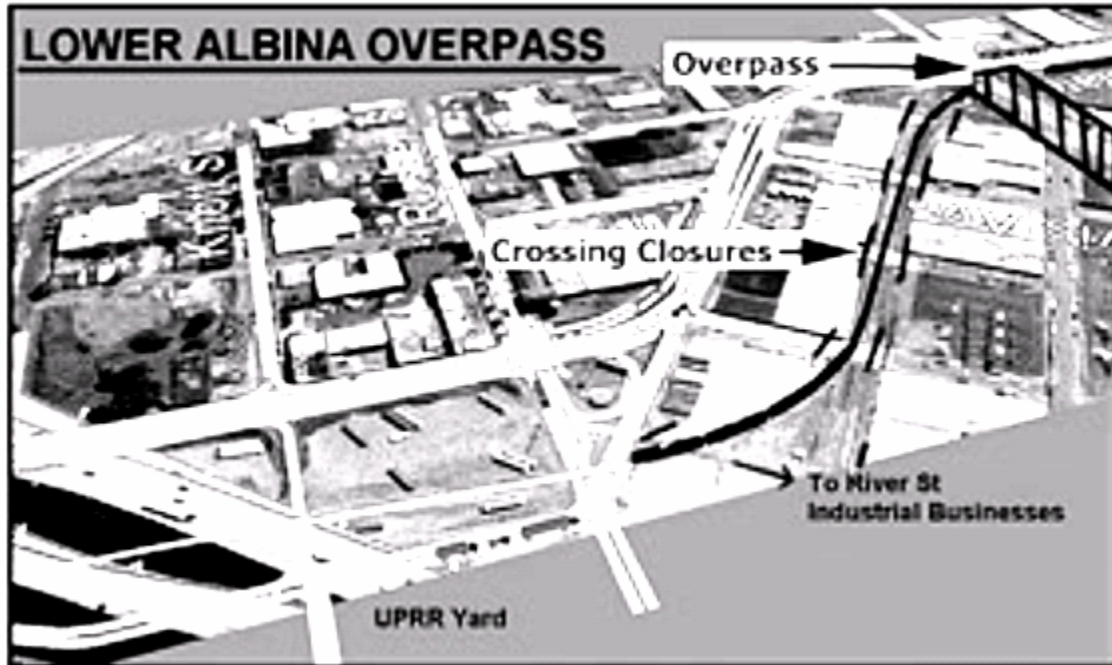 LOWER ALBINA OVERPASS
Overpass
Crossing Closures
To River St
Industrial Businesses
UPRR Yard